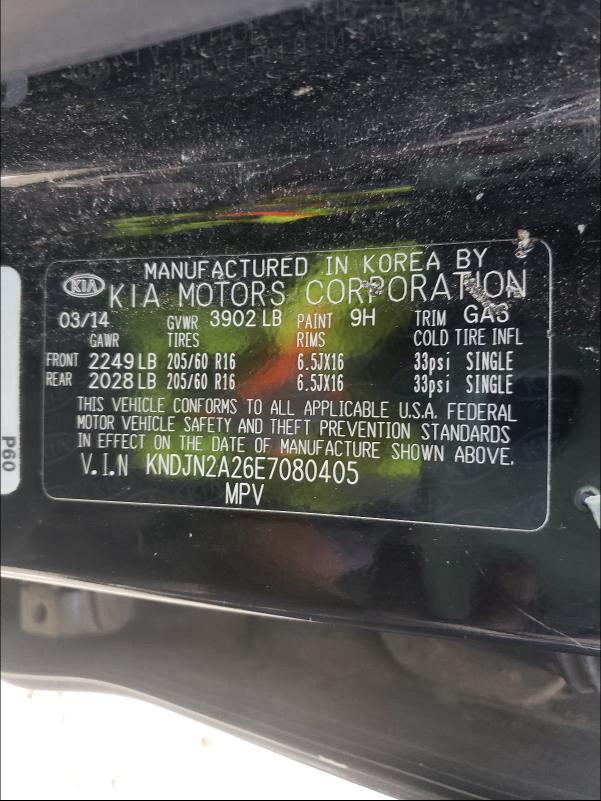 MANUFACTURED IN KOREA BY
KIA KIA MOTORS CORPORATION
03/14 GVWR 3902 LB PAINT 9H TRIM GA3
GAWR TIRES RIMS COLD TIRE INFL
FRONT 2249 LB 205/60 R16 6.5JX16 33psi SINGLE
REAR 2028 LB 205/60 R16 6.5JX16 33psi SINGLE
THIS VEHICLE CONFORMS TO ALL APPLICABLE U.S.A. FEDERAL
MOTOR VEHICLE SAFETY AND THEFT PREVENTION STANDARDS
IN EFFECT ON THE DATE OF MANUFACTURE SHOWN ABOVE.
V.I.N KNDJN2A26E7080405
MPV
P60